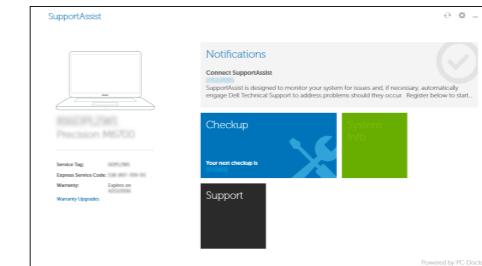 SupportAssist
Notifications
Connect SupportAssist
SupportAssist is designed to monitor your system for issues and, if necessary, automatically
engage Dell Technical Support to address problems should they occur. Register below to start...
Precision M6700
Checkup
System
Info
Your next checkup is
Service Tag:
Express Service Code:
Warranty: Expires on
Warranty Upgrades
Support
Powered by PC-Doctor